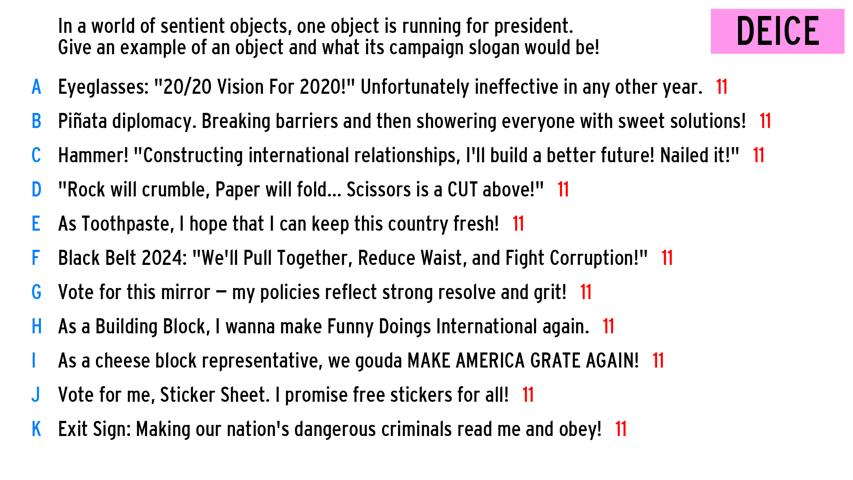 In a world of sentient objects, one object is running for president.
Give an example of an object and what its campaign slogan would be!
DEICE
A Eyeglasses: "20/20 Vision For 2020!" Unfortunately ineffective in any other year. 11
B Piñata diplomacy. Breaking barriers and then showering everyone with sweet solutions! 11
C Hammer! "Constructing international relationships, I'll build a better future! Nailed it!" 11
D "Rock will crumble, Paper will fold... Scissors is a CUT above!" 11
E As Toothpaste, I hope that I can keep this country fresh! 11
F Black Belt 2024: "We'll Pull Together, Reduce Waist, and Fight Corruption!" 11
G Vote for this mirror – my policies reflect strong resolve and grit! 11
H As a Building Block, I wanna make Funny Doings International again. 11
I As a cheese block representative, we gouda MAKE AMERICA GRATE AGAIN! 11
J Vote for me, Sticker Sheet. I promise free stickers for all! 11
K Exit Sign: Making our nation's dangerous criminals read me and obey! 11